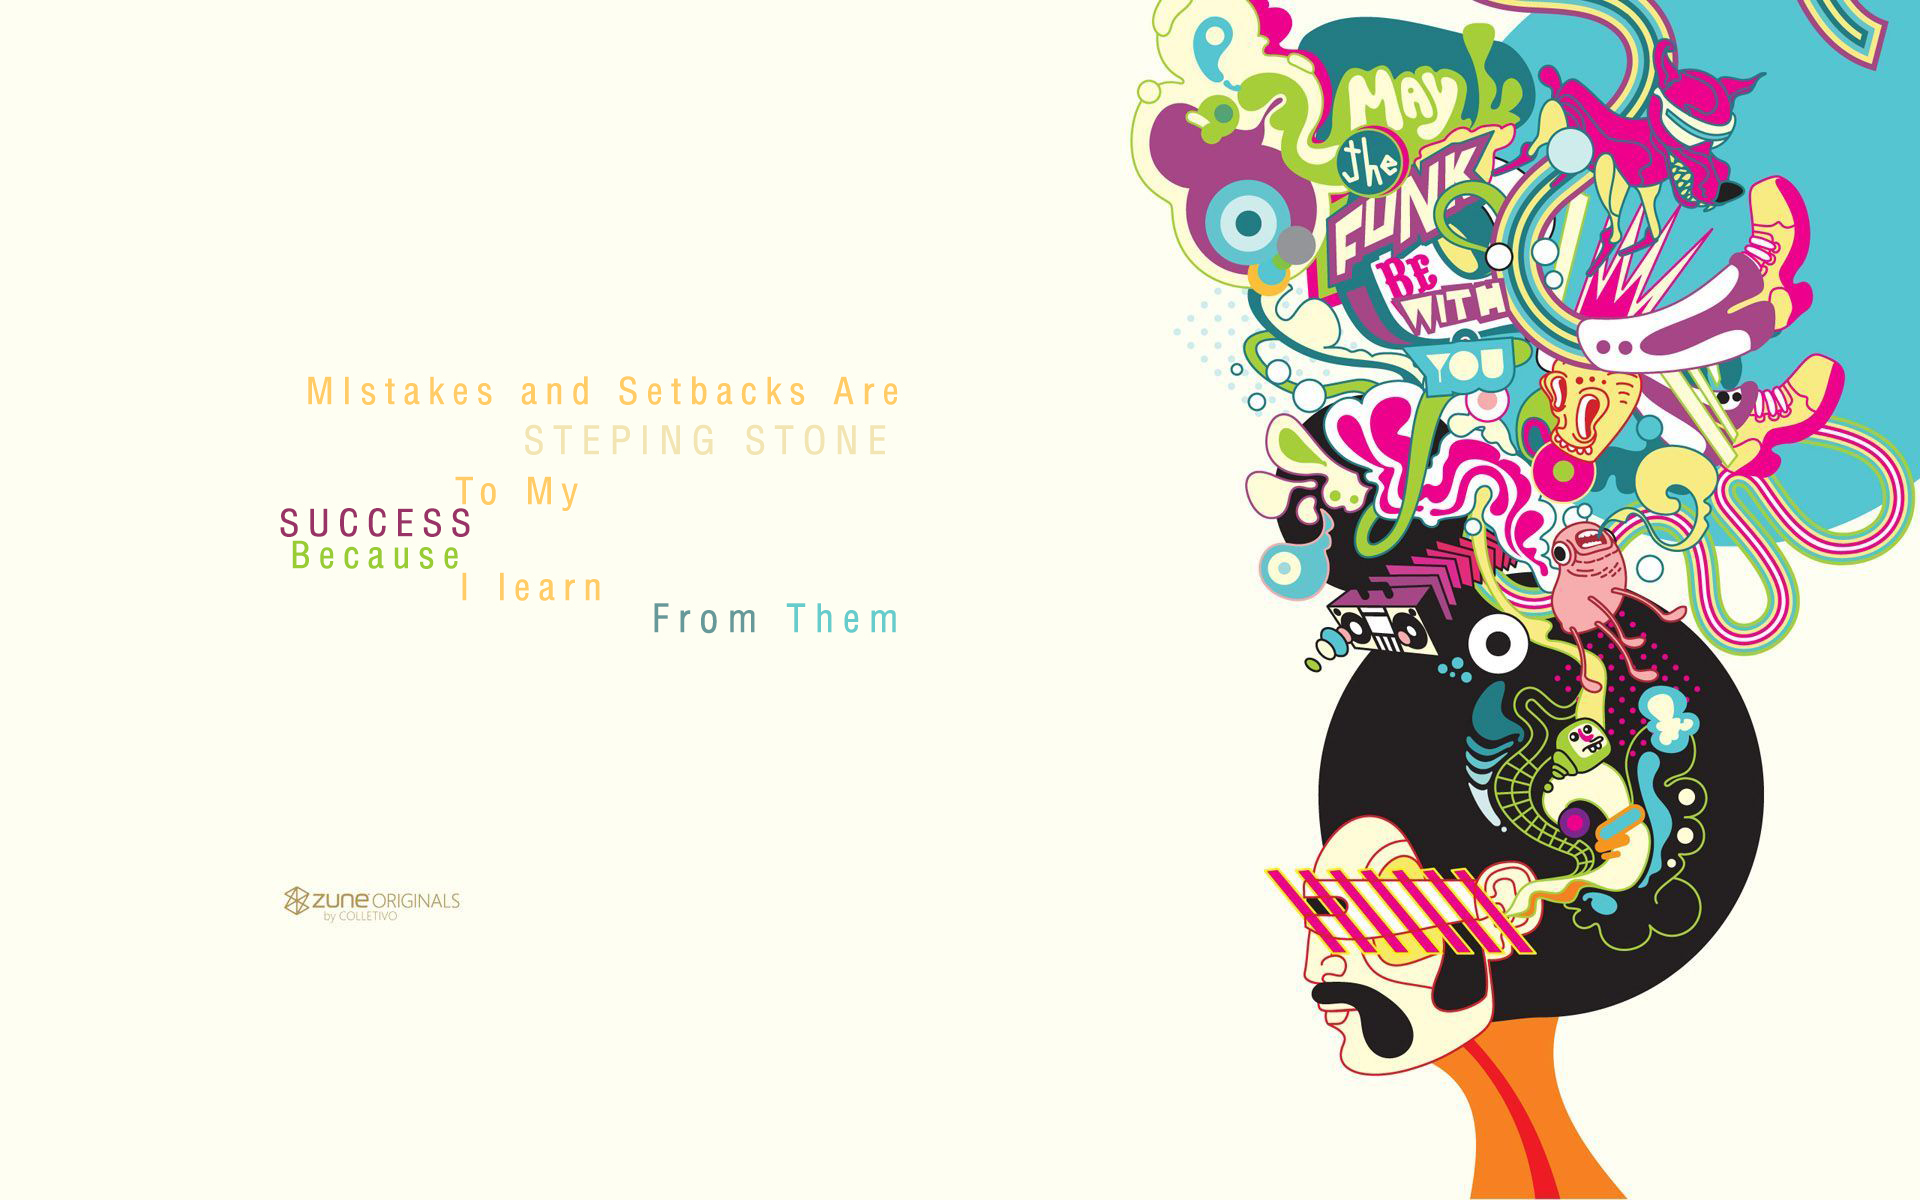 MIstakes and Setbacks Are
STEPING STONE
To My
SUCCESS
Because
I learn
From Them
zune ORIGINALS
by COLLETIVO
MAY
the
FUNK
BE
WITH
YOU